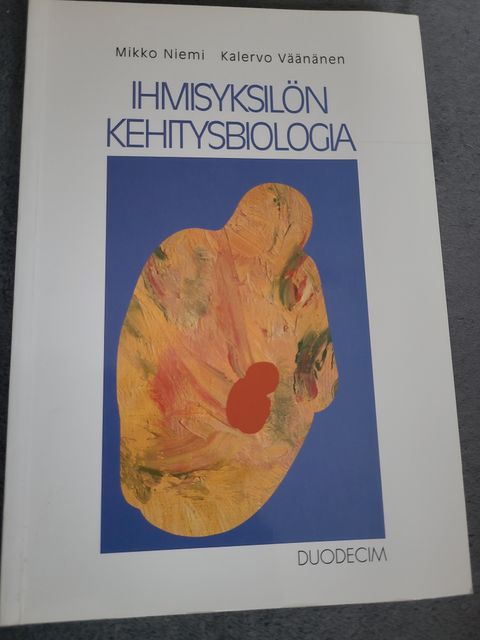 Mikko Niemi Kalervo Väänänen
IHMISYKSILÖN
KEHITYSBIOLOGIA
DUODECIM